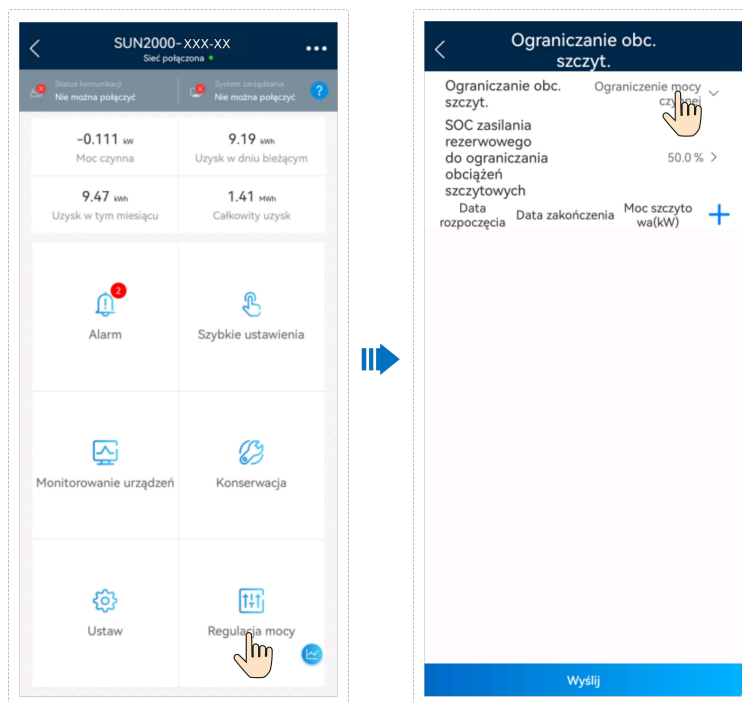 SUN2000-XXX-XX
Sieć połączona
Status komunikacji
Nie można połączyć
System zarządzania
Nie można połączyć
?
-0.111 kW
Moc czynna
9.19 kWh
Uzysk w dniu bieżącym
9.47 kWh
Uzysk w tym miesiącu
1.41 MWh
Całkowity uzysk
2
Alarm
Szybkie ustawienia
Monitorowanie urządzeń
Konserwacja
Ustaw
Regulacja mocy
Ograniczanie obc.
szczyt.
Ograniczanie obc.
szczyt.
Ograniczenie mocy
czynnej
SOC zasilania
rezerwowego
do ograniczania
obciążeń
szczytowych
50.0 %
Data
rozpoczęcia
Data zakończenia
Moc szczyto
wa(kW)
Wyślij